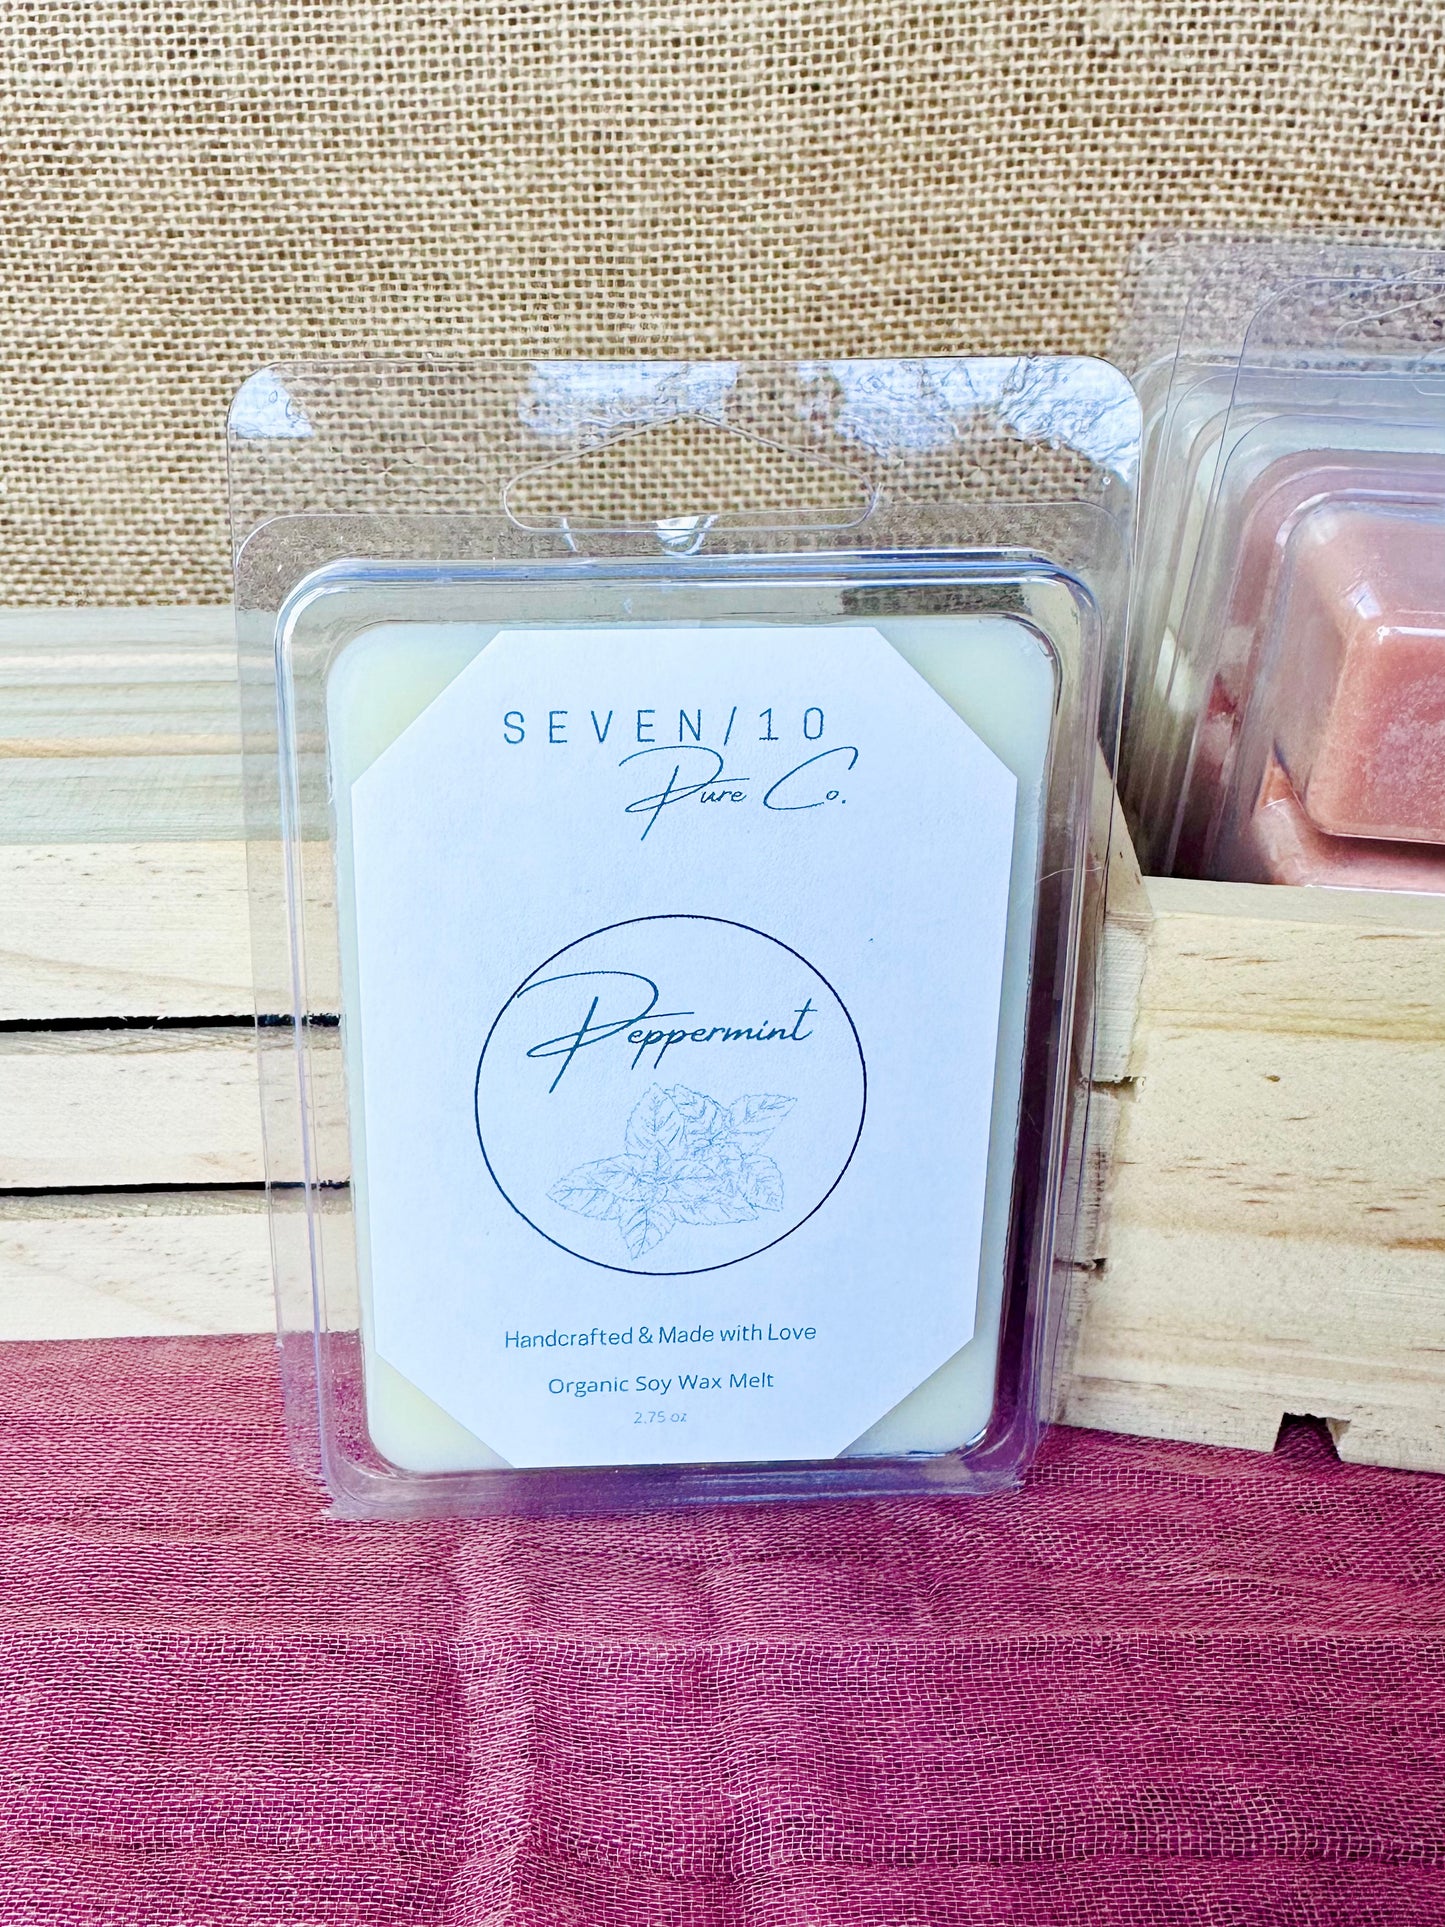 SEVEN/10
Pure Co.
Peppermint
Handcrafted & Made with Love
Organic Soy Wax Melt
2.75 oz